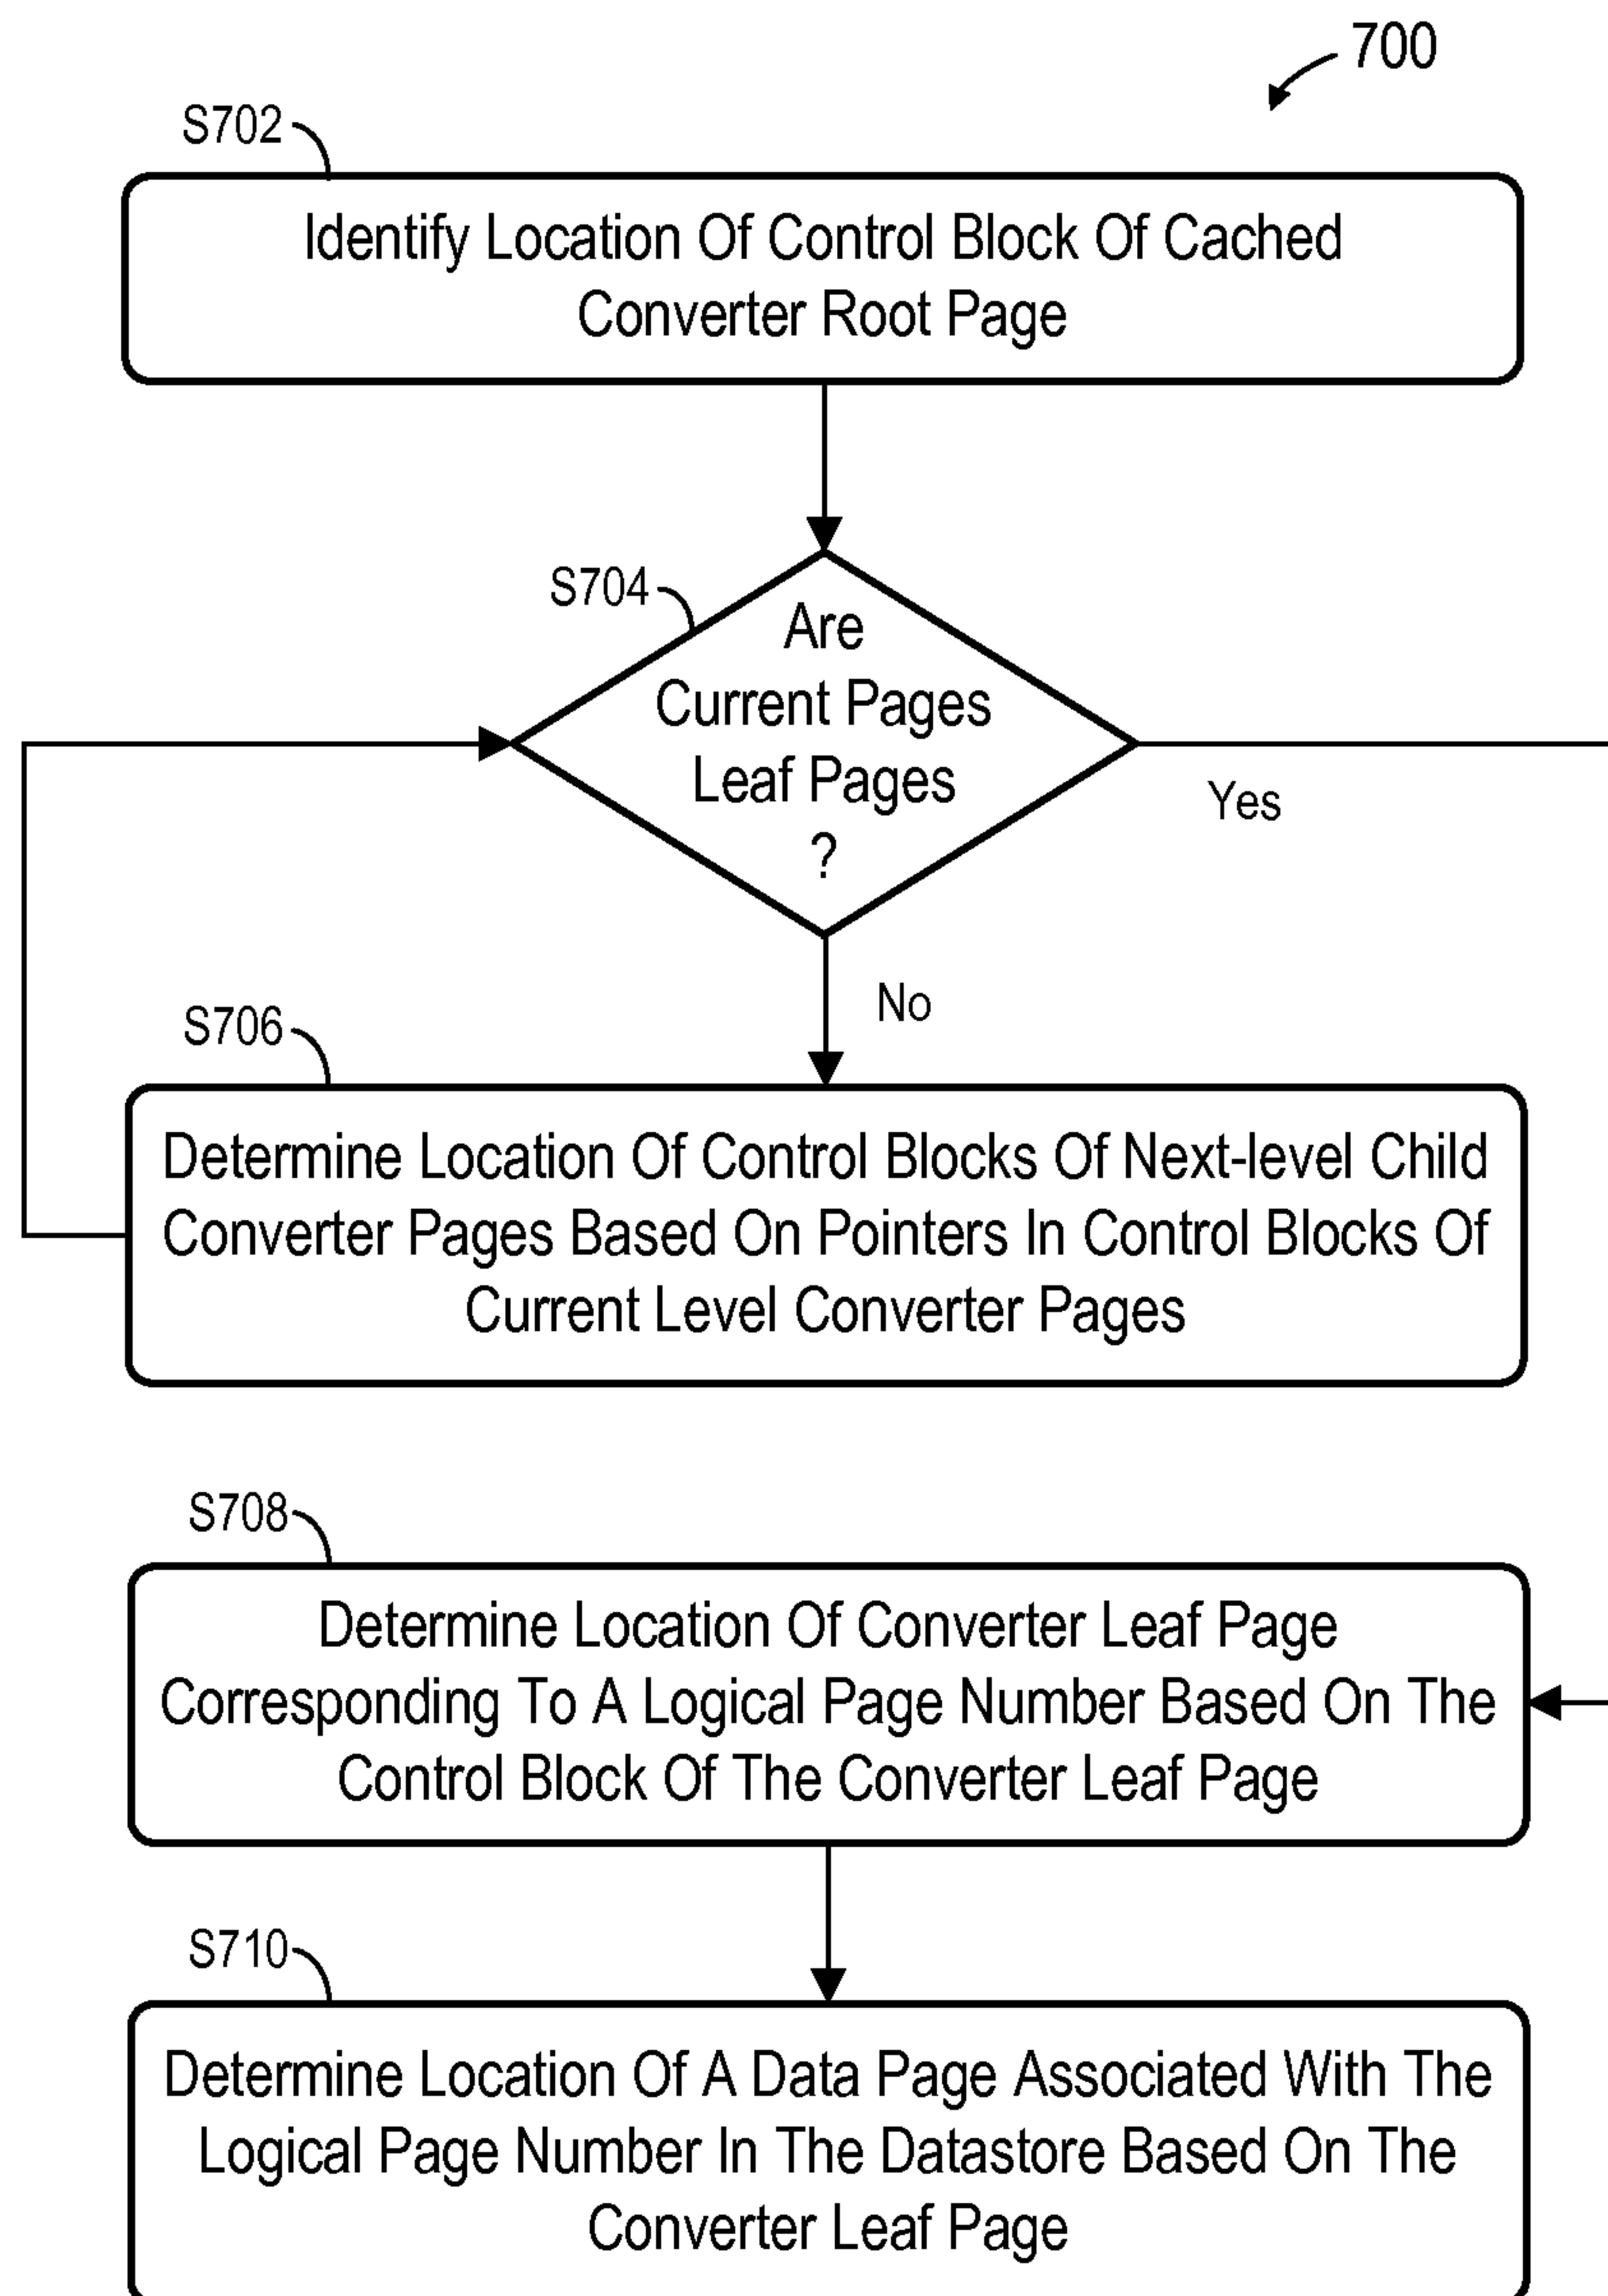 700
S702
Identify Location Of Control Block Of Cached
Converter Root Page
S704
Are
Current Pages
Leaf Pages
?
Yes
No
S706
Determine Location Of Control Blocks Of Next-level Child
Converter Pages Based On Pointers In Control Blocks Of
Current Level Converter Pages
S708
Determine Location Of Converter Leaf Page
Corresponding To A Logical Page Number Based On The
Control Block Of The Converter Leaf Page
S710
Determine Location Of A Data Page Associated With The
Logical Page Number In The Datastore Based On The
Converter Leaf Page